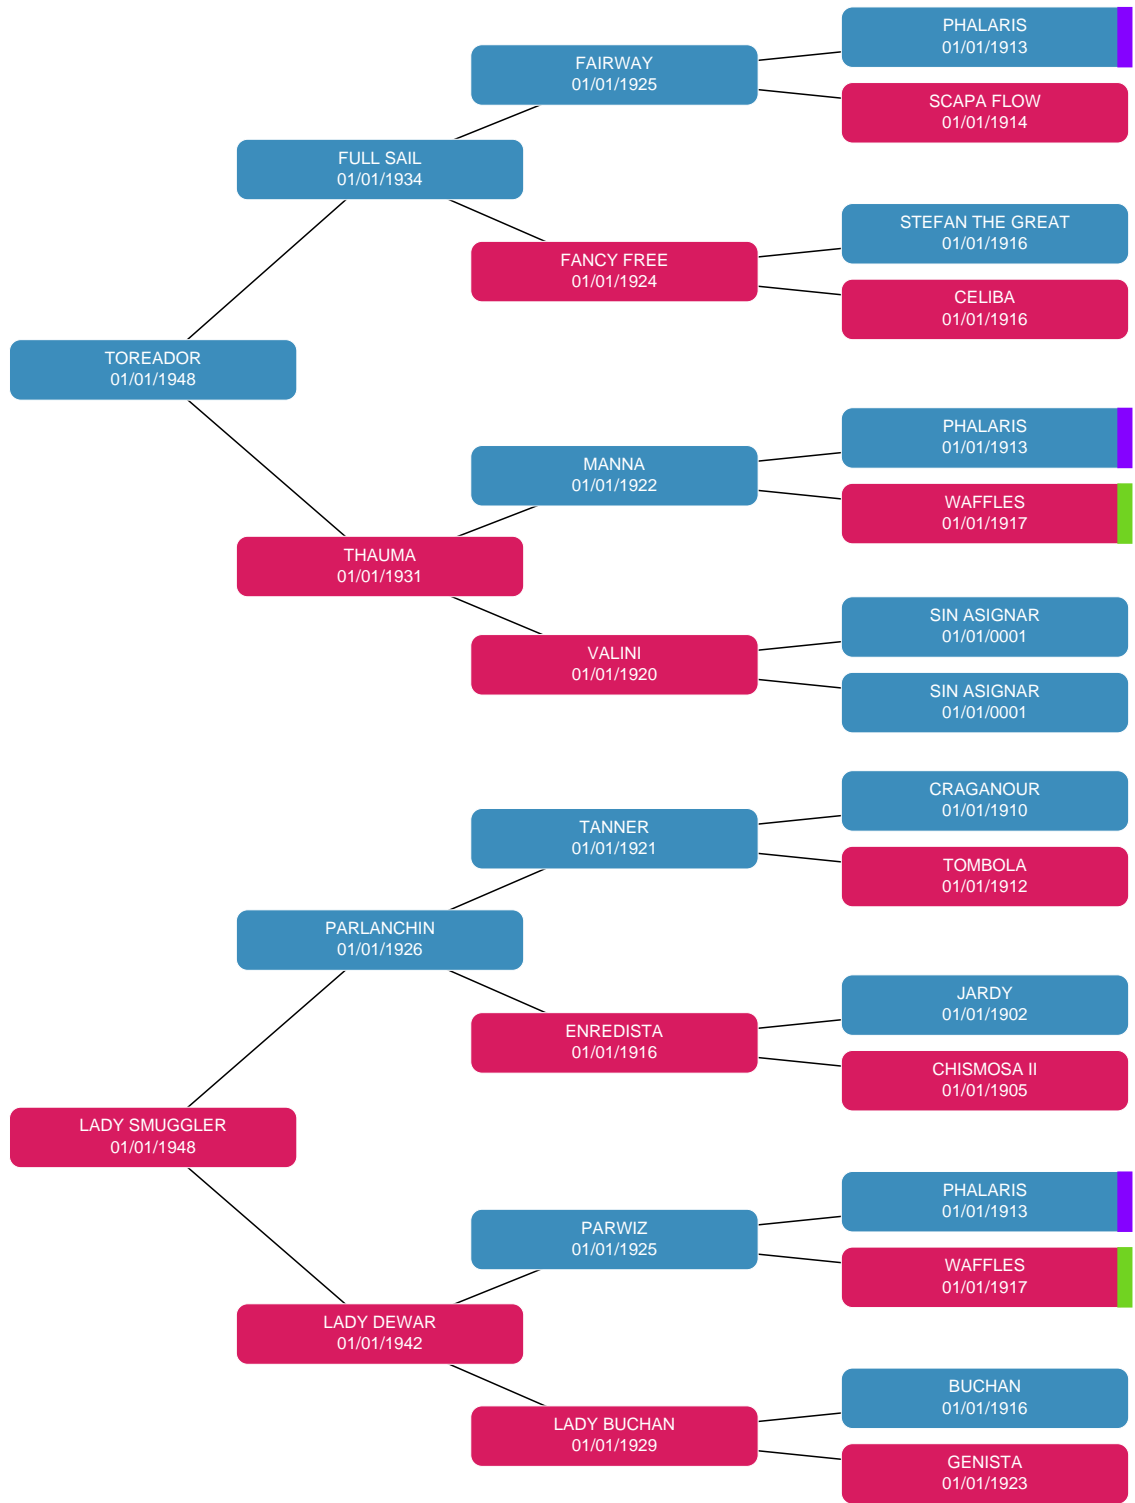 PHALARIS
01/01/1913
FAIRWAY
01/01/1925
SCAPA FLOW
01/01/1914
FULL SAIL
01/01/1934
STEFAN THE GREAT
01/01/1916
FANCY FREE
01/01/1924
CELIBA
01/01/1916
TOREADOR
01/01/1948
PHALARIS
01/01/1913
MANNA
01/01/1922
WAFFLES
01/01/1917
THAUMA
01/01/1931
SIN ASIGNAR
01/01/0001
VALINI
01/01/1920
SIN ASIGNAR
01/01/0001
CRAGANOUR
01/01/1910
TANNER
01/01/1921
TOMBOLA
01/01/1912
PARLANCHIN
01/01/1926
JARDY
01/01/1902
ENREDISTA
01/01/1916
CHISMOSA II
01/01/1905
LADY SMUGGLER
01/01/1948
PHALARIS
01/01/1913
PARWIZ
01/01/1925
WAFFLES
01/01/1917
LADY DEWAR
01/01/1942
BUCHAN
01/01/1916
LADY BUCHAN
01/01/1929
GENISTA
01/01/1923